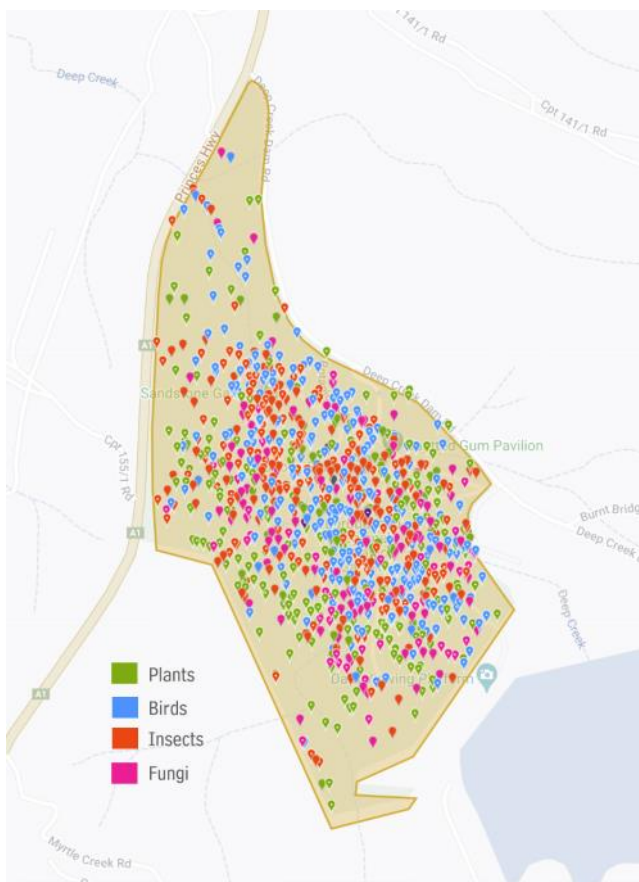 Cpt 141/1 Rd
Deep Creek
Cpt 141/1 Rd
Deep Creek Dam Rd
Princes Hwy
A1
Deep Creek Dam
Sandstone
Gum Pavilion
Cpt 155/1 Rd
Burnt Bridge
A1
Deep Creek
Deep Creek
Plants
A1
Birds
Insects
Fungi
Myrtle Creek Rd